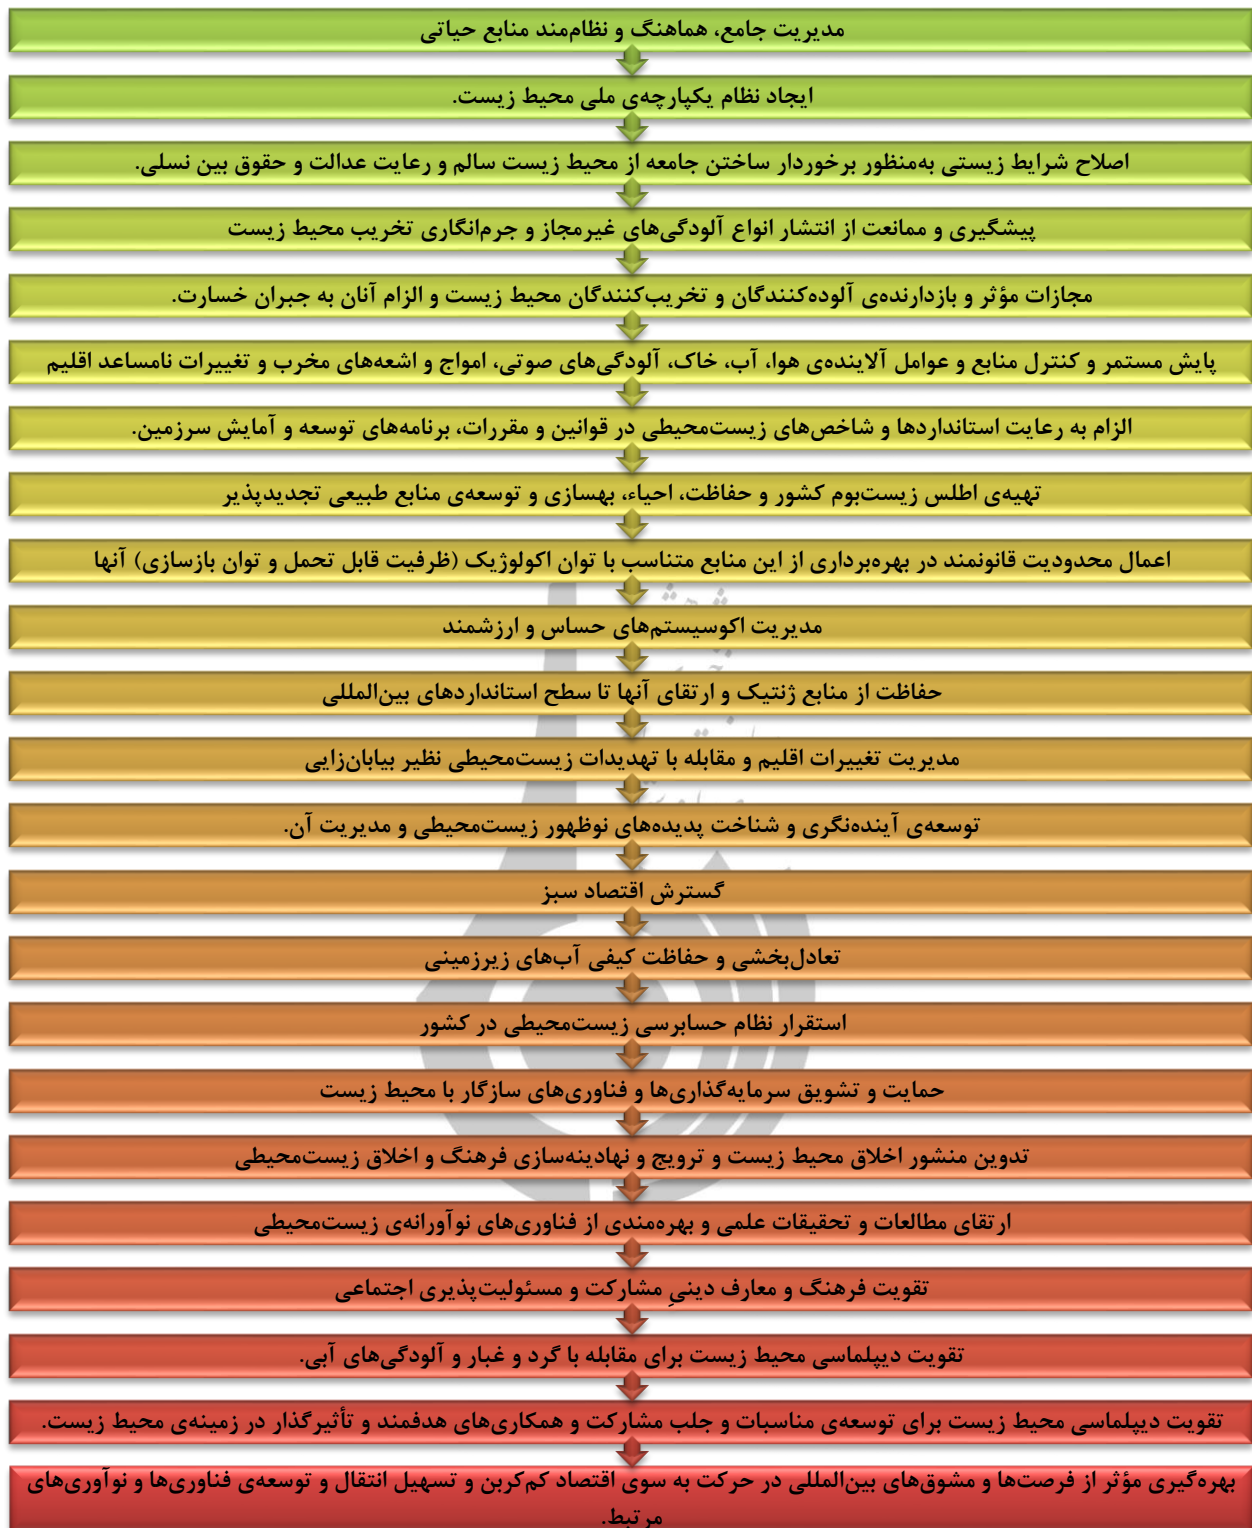 مدیریت جامع، هماهنگ و نظام‌مند منابع حیاتی
ایجاد نظام یکپارچه‌ی ملی محیط زیست.
اصلاح شرایط زیستی به‌منظور برخوردار ساختن جامعه از محیط زیست سالم و رعایت عدالت و حقوق بین نسلی.
پیشگیری و ممانعت از انتشار انواع آلودگی‌های غیرمجاز و جرم‌انگاری تخریب محیط زیست
مجازات مؤثر و بازدارنده‌ی آلوده‌کنندگان و تخریب‌کنندگان محیط زیست و الزام آنان به جبران خسارت.
پایش مستمر و کنترل منابع و عوامل آلاینده‌ی هوا، آب، خاک، آلودگی‌های صوتی، امواج و اشعه‌های مخرب و تغییرات نامساعد اقلیم
الزام به رعایت استانداردها و شاخص‌های زیست‌محیطی در قوانین و مقررات، برنامه‌های توسعه و آمایش سرزمین.
تهیه‌ی اطلس زیست‌بوم کشور و حفاظت، احیاء، بهسازی و توسعه‌ی منابع طبیعی تجدیدپذیر
اعمال محدودیت قانونمند در بهره‌برداری از این منابع متناسب با توان اکولوژیک (ظرفیت قابل تحمل و توان بازسازی) آنها
مدیریت اکوسیستم‌های حساس و ارزشمند
حفاظت از منابع ژنتیک و ارتقای آنها تا سطح استانداردهای بین‌المللی
مدیریت تغییرات اقلیم و مقابله با تهدیدات زیست‌محیطی نظیر بیابان‌زایی
توسعه‌ی آینده‌نگری و شناخت پدیده‌های نوظهور زیست‌محیطی و مدیریت آن.
گسترش اقتصاد سبز
تعادل‌بخشی و حفاظت کیفی آب‌های زیرزمینی
استقرار نظام حسابرسی زیست‌محیطی در کشور
حمایت و تشویق سرمایه‌گذاری‌ها و فناوری‌های سازگار با محیط زیست
تدوین منشور اخلاق محیط زیست و ترویج و نهادینه‌سازی فرهنگ و اخلاق زیست‌محیطی
ارتقای مطالعات و تحقیقات علمی و بهره‌مندی از فناوری‌های نوآورانه‌ی زیست‌محیطی
تقویت فرهنگ و معارف دینیِ مشارکت و مسئولیت‌پذیری اجتماعی
تقویت دیپلماسی محیط زیست برای مقابله با گرد و غبار و آلودگی‌های آبی.
تقویت دیپلماسی محیط زیست برای توسعه‌ی مناسبات و جلب مشارکت و همکاری‌های هدفمند و تأثیرگذار در زمینه‌ی محیط زیست.
بهره‌گیری مؤثر از فرصت‌ها و مشوق‌های بین‌المللی در حرکت به سوی اقتصاد کم‌کربن و تسهیل انتقال و توسعه‌ی فناوری‌ها و نوآوری‌های
مرتبط.